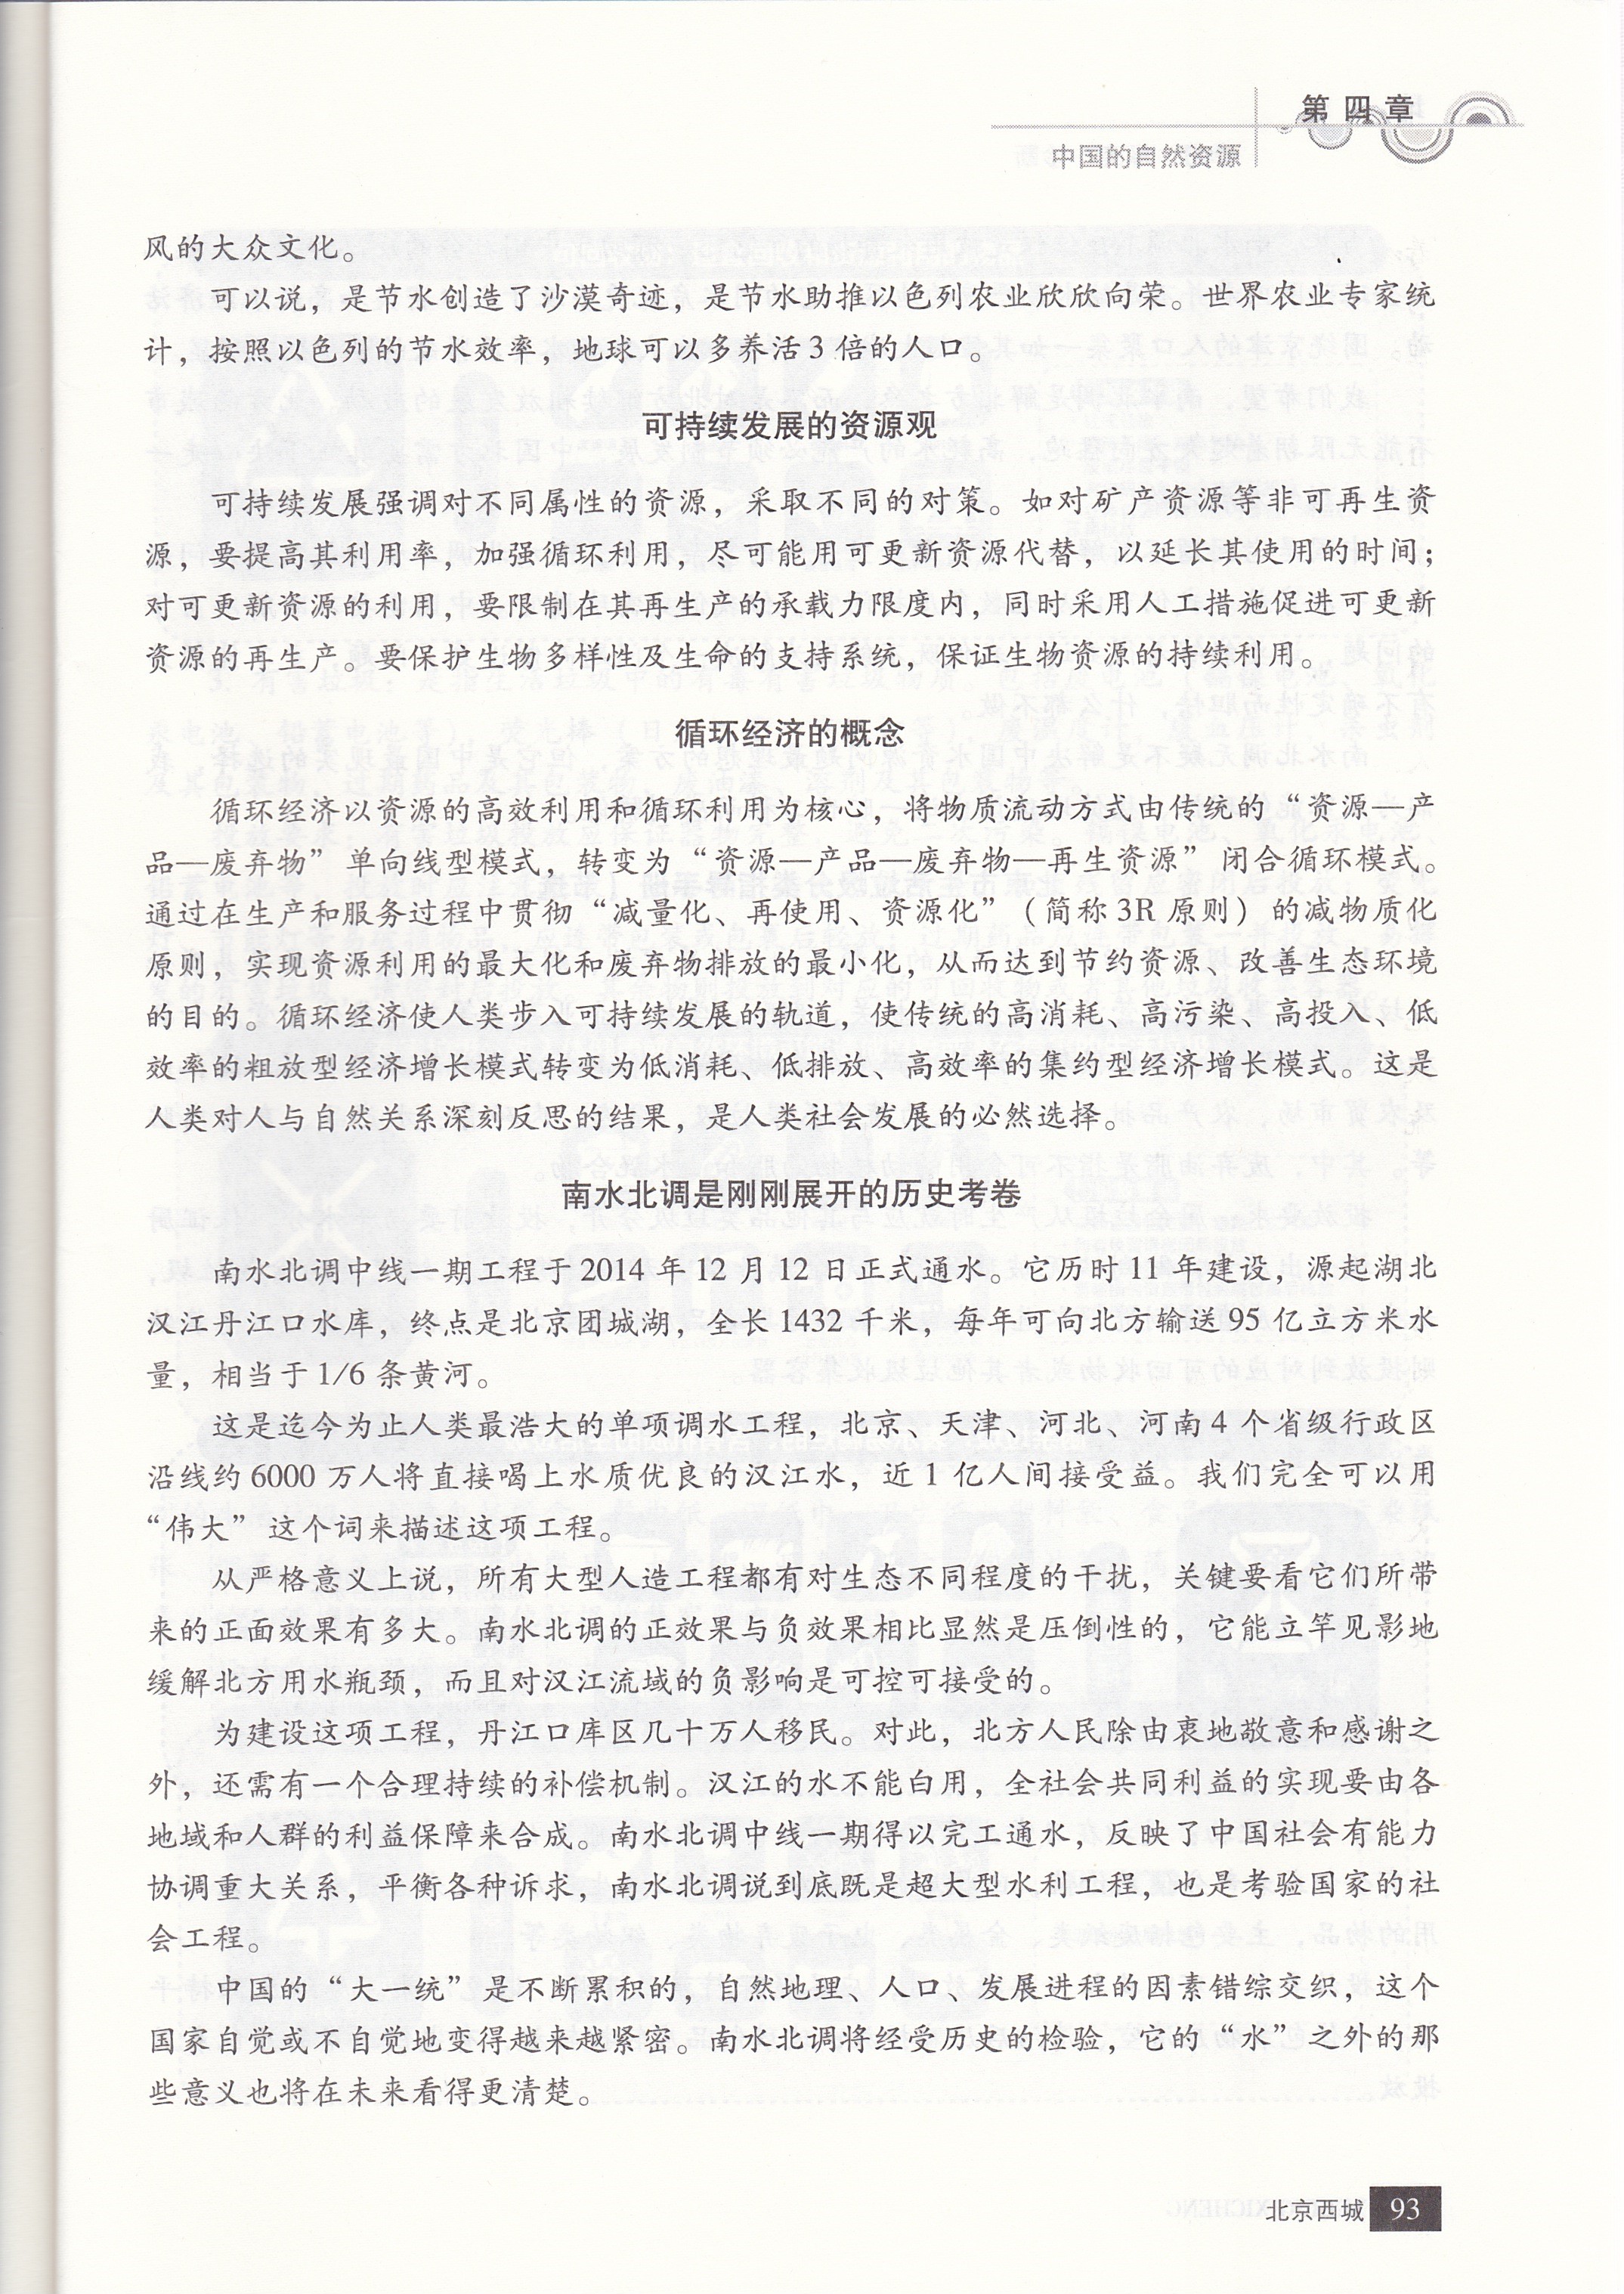 第四章
中国的自然资源
风的大众文化。
可以说，是节水创造了沙漠奇迹，是节水助推以色列农业欣欣向荣。世界农业专家统
计，按照以色列的节水效率，地球可以多养活3倍的人口。
可持续发展的资源观
可持续发展强调对不同属性的资源，采取不同的对策。如对矿产资源等非可再生资
源，要提高其利用率，加强循环利用，尽可能用可更新资源代替，以延长其使用的时间；
对可更新资源的利用，要限制在其再生产的承载力限度内，同时采用人工措施促进可更新
资源的再生产。要保护生物多样性及生命的支持系统，保证生物资源的持续利用。
循环经济的概念
循环经济以资源的高效利用和循环利用为核心，将物质流动方式由传统的“资源—产
品—废弃物”单向线型模式，转变为“资源—产品—废弃物—再生资源”闭合循环模式。
通过在生产和服务过程中贯彻“减量化、再使用、资源化”（简称3R原则）的减物质化
原则，实现资源利用的最大化和废弃物排放的最小化，从而达到节约资源、改善生态环境
的目的。循环经济使人类步入可持续发展的轨道，使传统的高消耗、高污染、高投入、低
效率的粗放型经济增长模式转变为低消耗、低排放、高效率的集约型经济增长模式。这是
人类对人与自然关系深刻反思的结果，是人类社会发展的必然选择。
南水北调是刚刚展开的历史考卷
南水北调中线一期工程于2014年12月12日正式通水。它历时11年建设，源起湖北
汉江丹江口水库，终点是北京团城湖，全长1432千米，每年可向北方输送95亿立方米水
量，相当于1/6条黄河。
这是迄今为止人类最浩大的单项调水工程，北京、天津、河北、河南4个省级行政区
沿线约6000万人将直接喝上水质优良的汉江水，近1亿人间接受益。我们完全可以用
“伟大”这个词来描述这项工程。
从严格意义上说，所有大型人造工程都有对生态不同程度的干扰，关键要看它们所带
来的正面效果有多大。南水北调的正效果与负效果相比显然是压倒性的，它能立竿见影地
缓解北方用水瓶颈，而且对汉江流域的负影响是可控可接受的。
为建设这项工程，丹江口库区几十万人移民。对此，北方人民除由衷地敬意和感谢之
外，还需有一个合理持续的补偿机制。汉江的水不能白用，全社会共同利益的实现要由各
地域和人群的利益保障来合成。南水北调中线一期得以完工通水，反映了中国社会有能力
协调重大关系，平衡各种诉求，南水北调说到底既是超大型水利工程，也是考验国家的社
会工程。
中国的“大一统”是不断累积的，自然地理、人口、发展进程的因素错综交织，这个
国家自觉或不自觉地变得越来越紧密。南水北调将经受历史的检验，它的“水”之外的那
些意义也将在未来看得更清楚。
北京西城 93